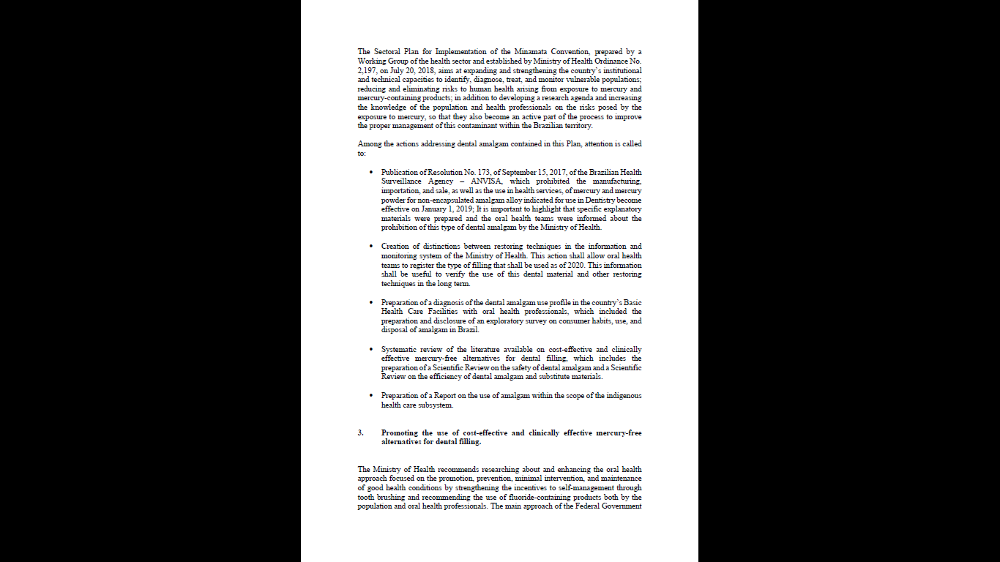 The Sectoral Plan for Implementation of the Minamata Convention, prepared by a
Working Group of the health sector and established by Ministry of Health Ordinance No.
2,197, on July 20, 2018, aims at expanding and strengthening the country's institutional
and technical capacities to identify, diagnose, treat, and monitor vulnerable populations;
reducing and eliminating risks to human health arising from exposure to mercury and
mercury-containing products; in addition to developing a research agenda and increasing
the knowledge of the population and health professionals on the risks posed by the
exposure to mercury, so that they also become an active part of the process to improve
the proper management of this contaminant within the Brazilian territory.
Among the actions addressing dental amalgam contained in this Plan, attention is called
to:
• Publication of Resolution No. 173, of September 15, 2017, of the Brazilian Health
Surveillance Agency – ANVISA, which prohibited the manufacturing,
importation, and sale, as well as the use in health services, of mercury and mercury
powder for non-encapsulated amalgam alloy indicated for use in Dentistry become
effective on January 1, 2019; It is important to highlight that specific explanatory
materials were prepared and the oral health teams were informed about the
prohibition of this type of dental amalgam by the Ministry of Health.
• Creation of distinctions between restoring techniques in the information and
monitoring system of the Ministry of Health. This action shall allow oral health
teams to register the type of filling that shall be used as of 2020. This information
shall be useful to verify the use of this dental material and other restoring
techniques in the long term.
• Preparation of a diagnosis of the dental amalgam use profile in the country's Basic
Health Care Facilities with oral health professionals, which included the
preparation and disclosure of an exploratory survey on consumer habits, use, and
disposal of amalgam in Brazil.
• Systematic review of the literature available on cost-effective and clinically
effective mercury-free alternatives for dental filling, which includes the
preparation of a Scientific Review on the safety of dental amalgam and a Scientific
Review on the efficiency of dental amalgam and substitute materials.
• Preparation of a Report on the use of amalgam within the scope of the indigenous
health care subsystem.
3. Promoting the use of cost-effective and clinically effective mercury-free
alternatives for dental filling.
The Ministry of Health recommends researching about and enhancing the oral health
approach focused on the promotion, prevention, minimal intervention, and maintenance
of good health conditions by strengthening the incentives to self-management through
tooth brushing and recommending the use of fluoride-containing products both by the
population and oral health professionals. The main approach of the Federal Government